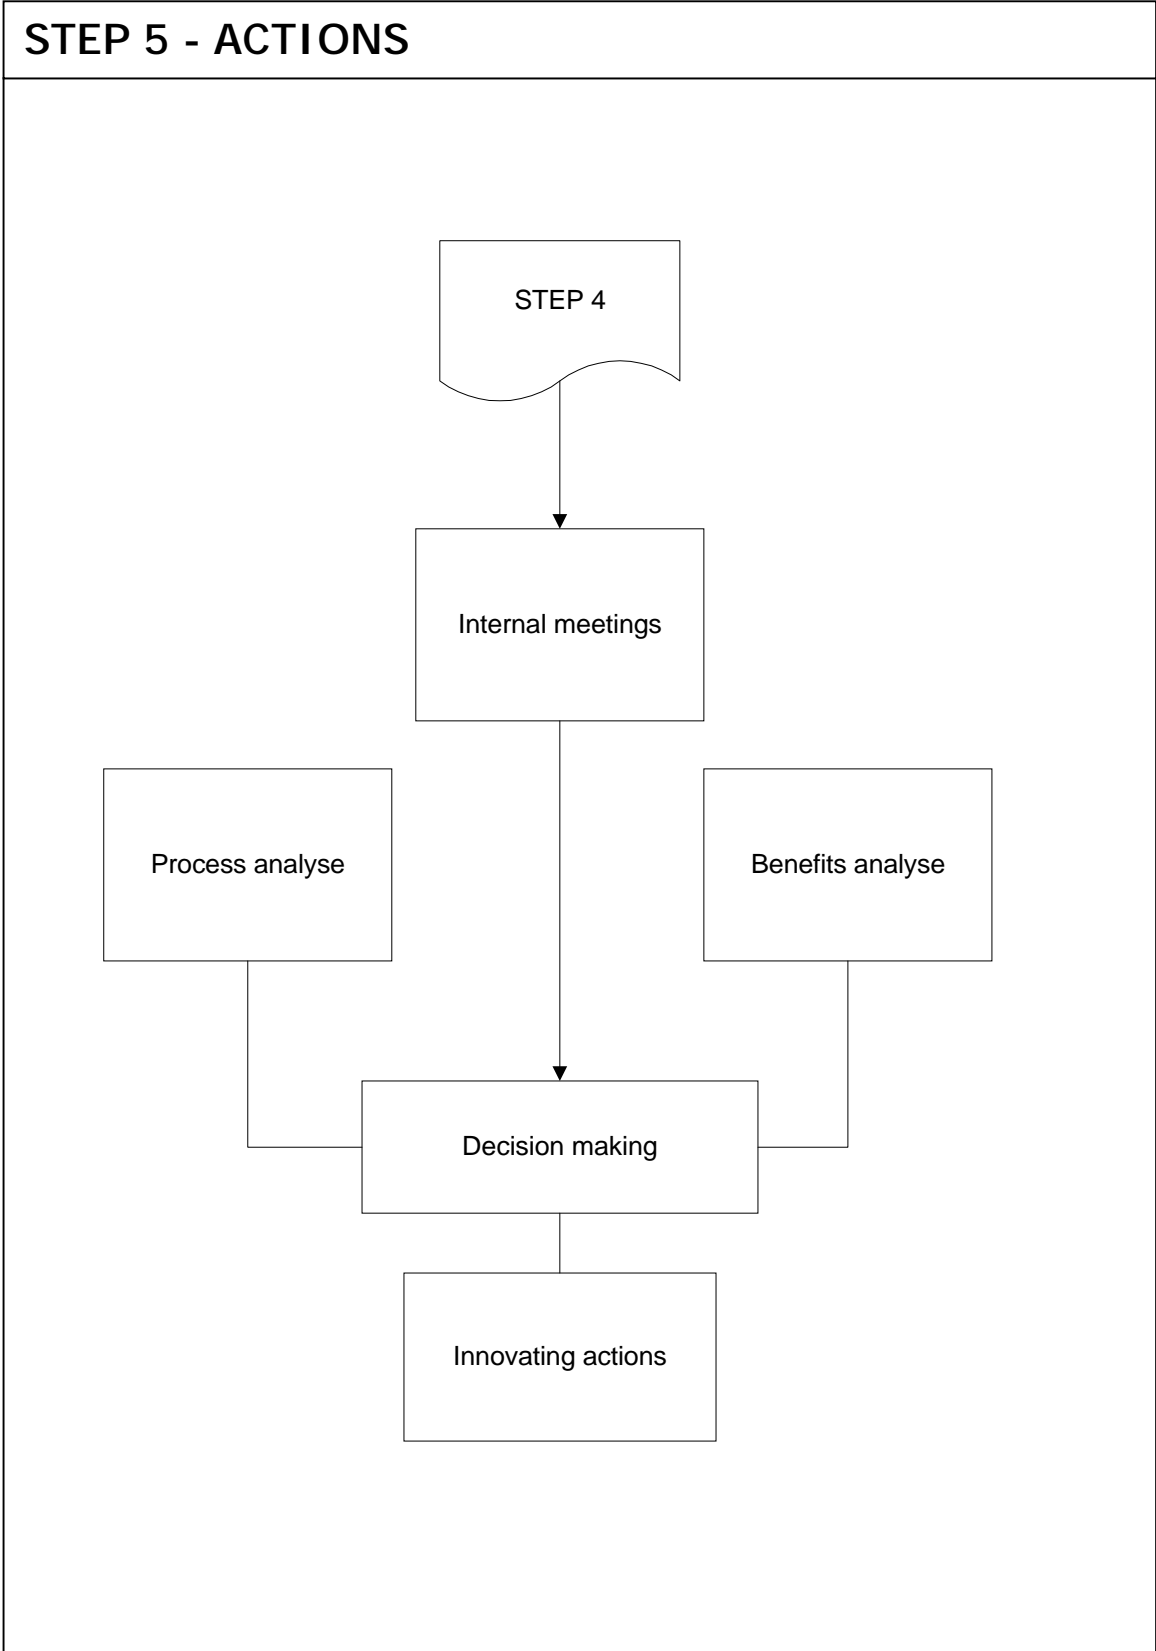 STEP 5 - ACTIONS
STEP 4
Internal meetings
Process analyse
Benefits analyse
Decision making
Innovating actions